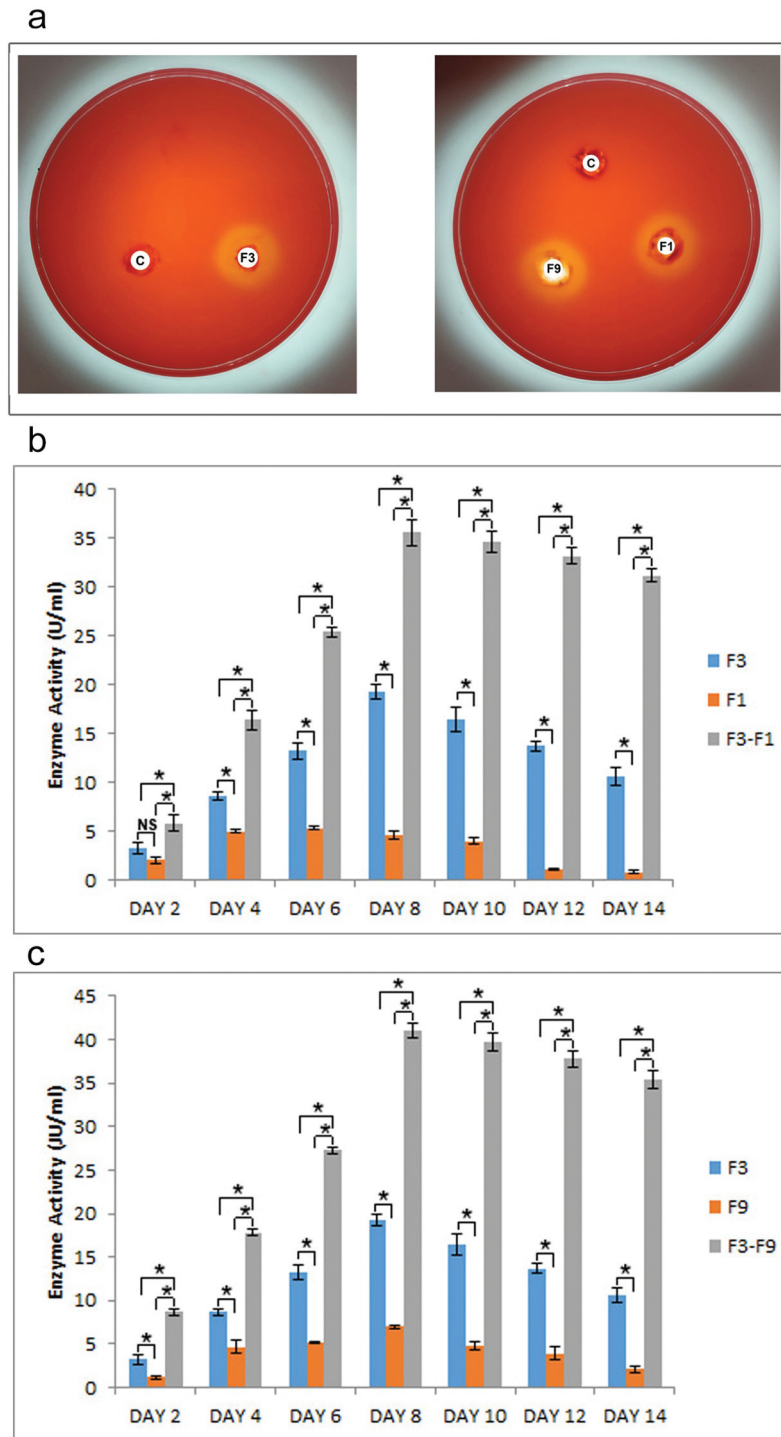 a
C
F3
C
F9
F1
b
Enzyme Activity (U/ml)
40
35
30
25
20
15
10
5
0
* * * *
* * * *
* *
*
*
*
* * *
* *
* *
* *
*
NS
DAY 2 DAY 4 DAY 6 DAY 8 DAY 10 DAY 12 DAY 14
F3
F1
F3-F1
c
Enzyme Activity (JU/ml)
45
40
35
30
25
20
15
10
5
0
* * * *
* * * *
*
*
* * *
* *
* *
* *
*
*
*
DAY 2 DAY 4 DAY 6 DAY 8 DAY 10 DAY 12 DAY 14
F3
F9
F3-F9